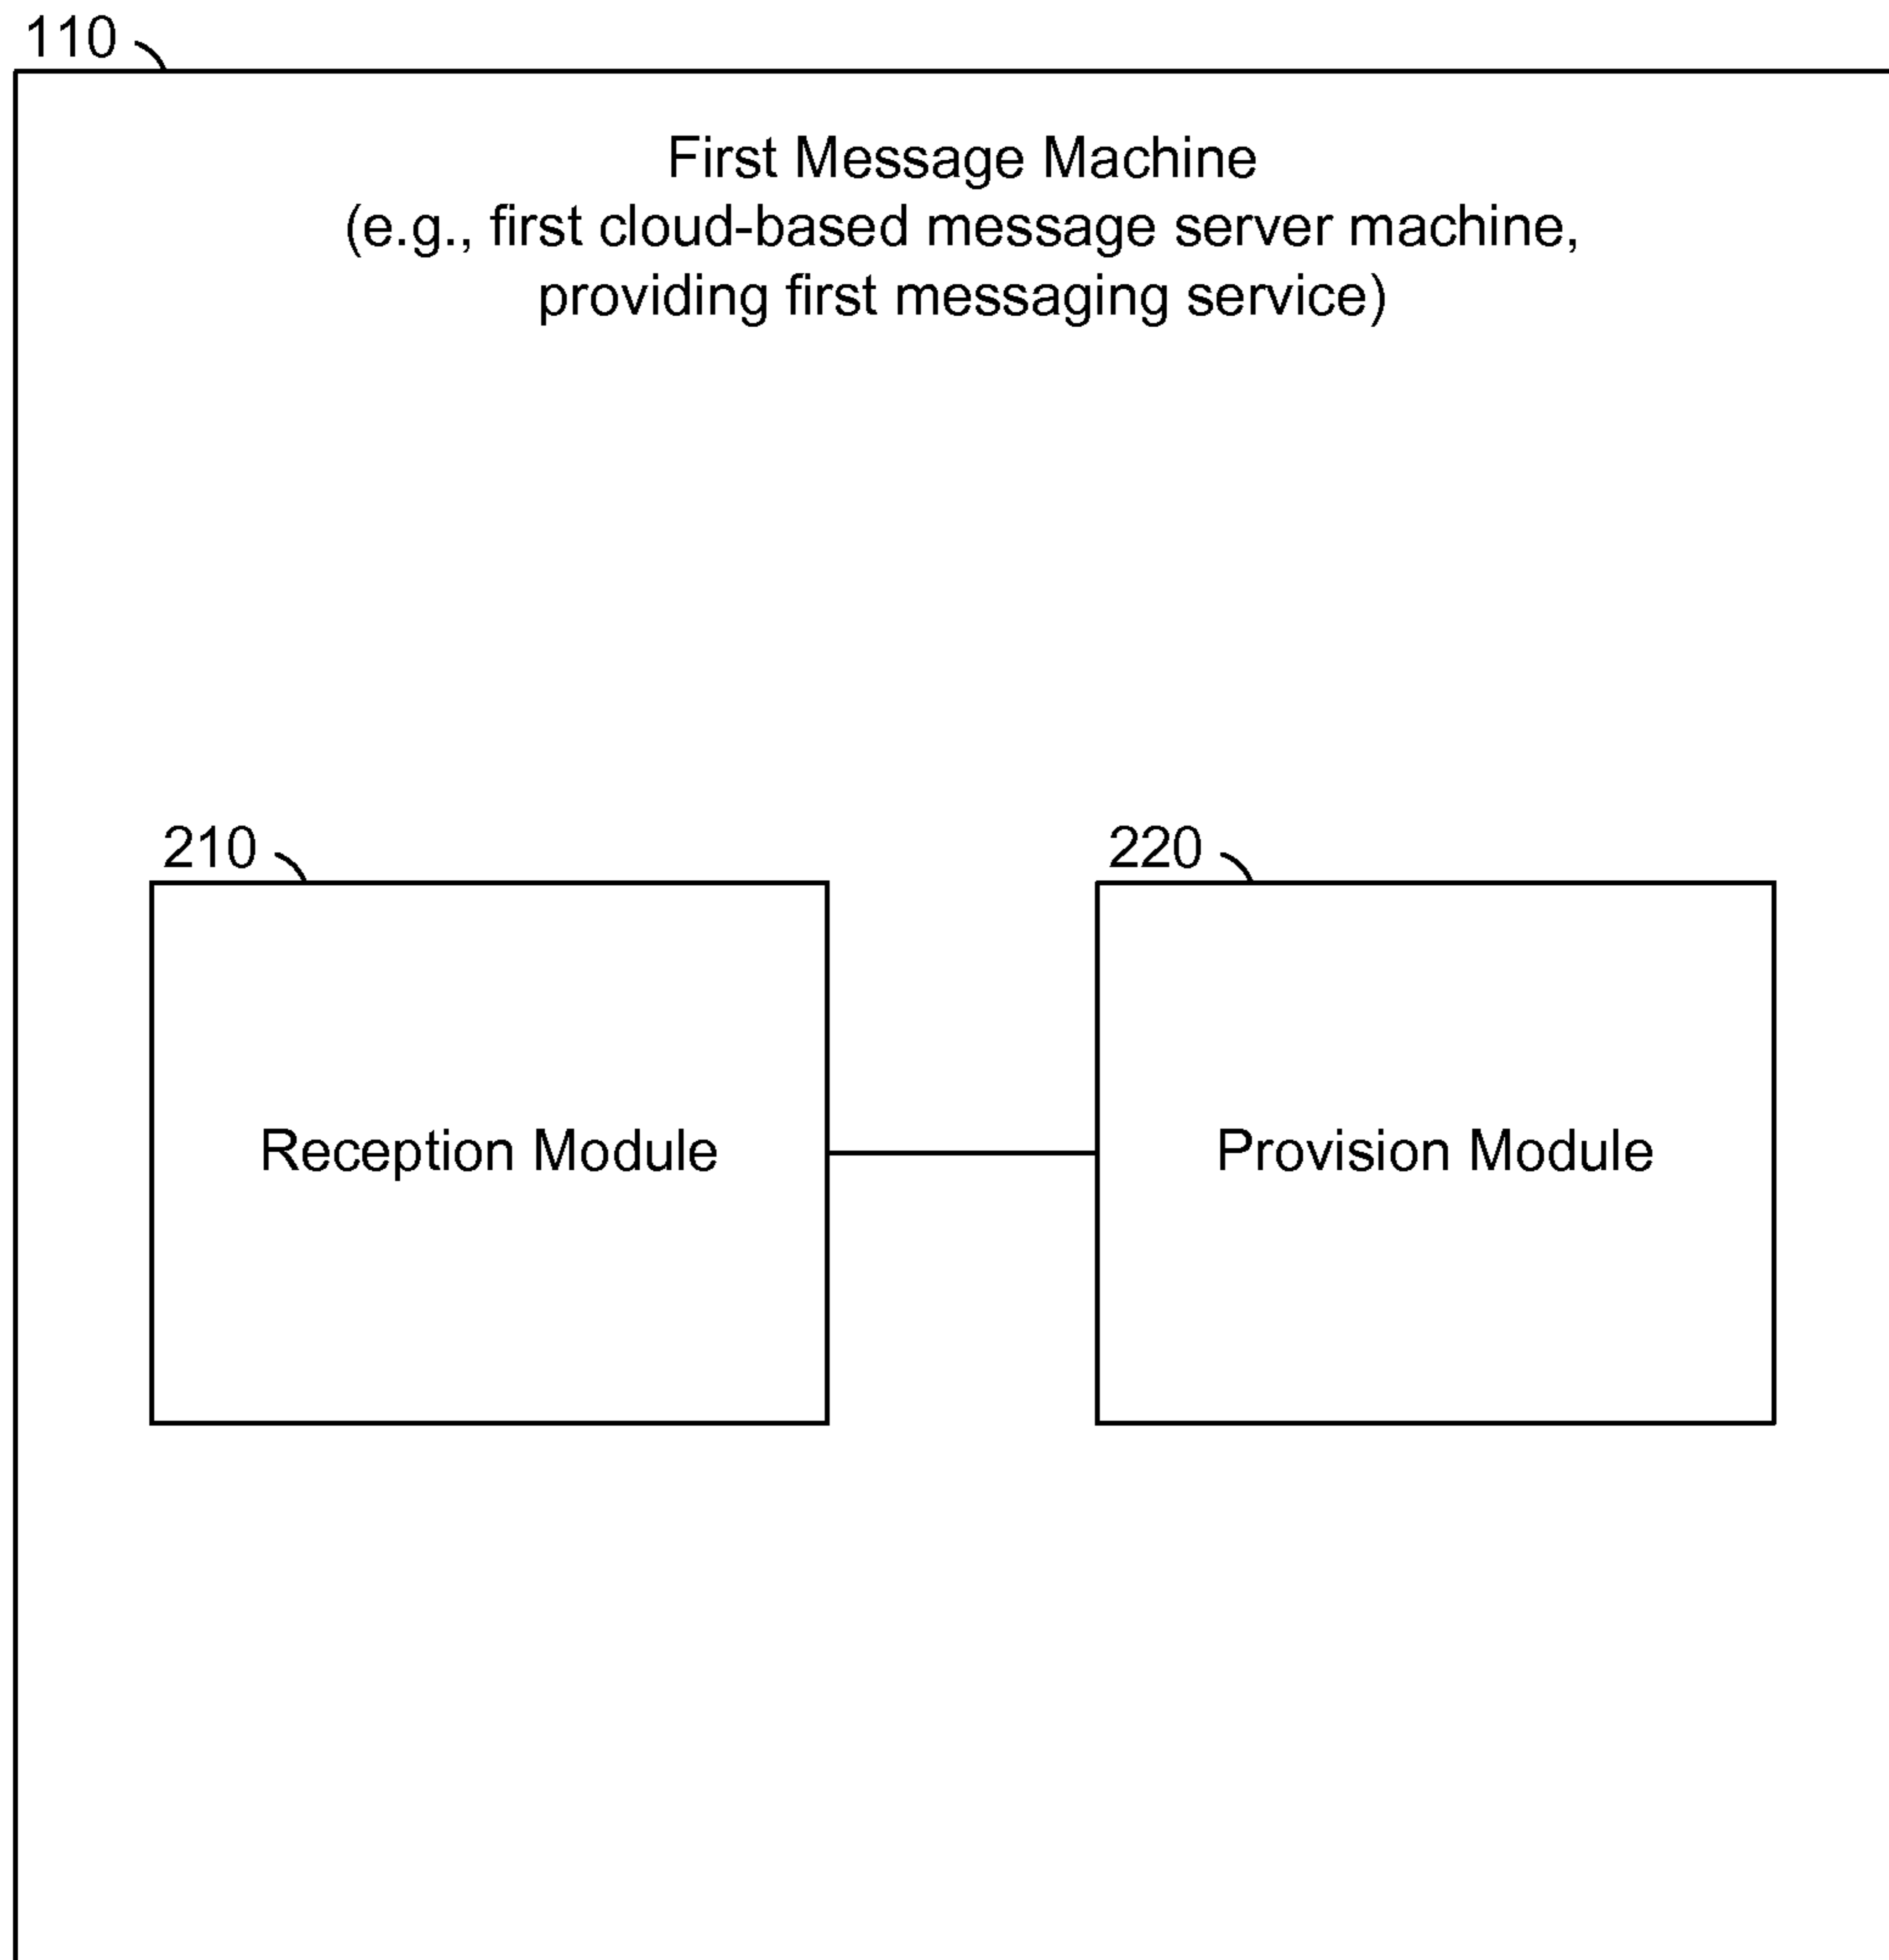 110
First Message Machine
(e.g., first cloud-based message server machine,
providing first messaging service)
210
220
Reception Module
Provision Module